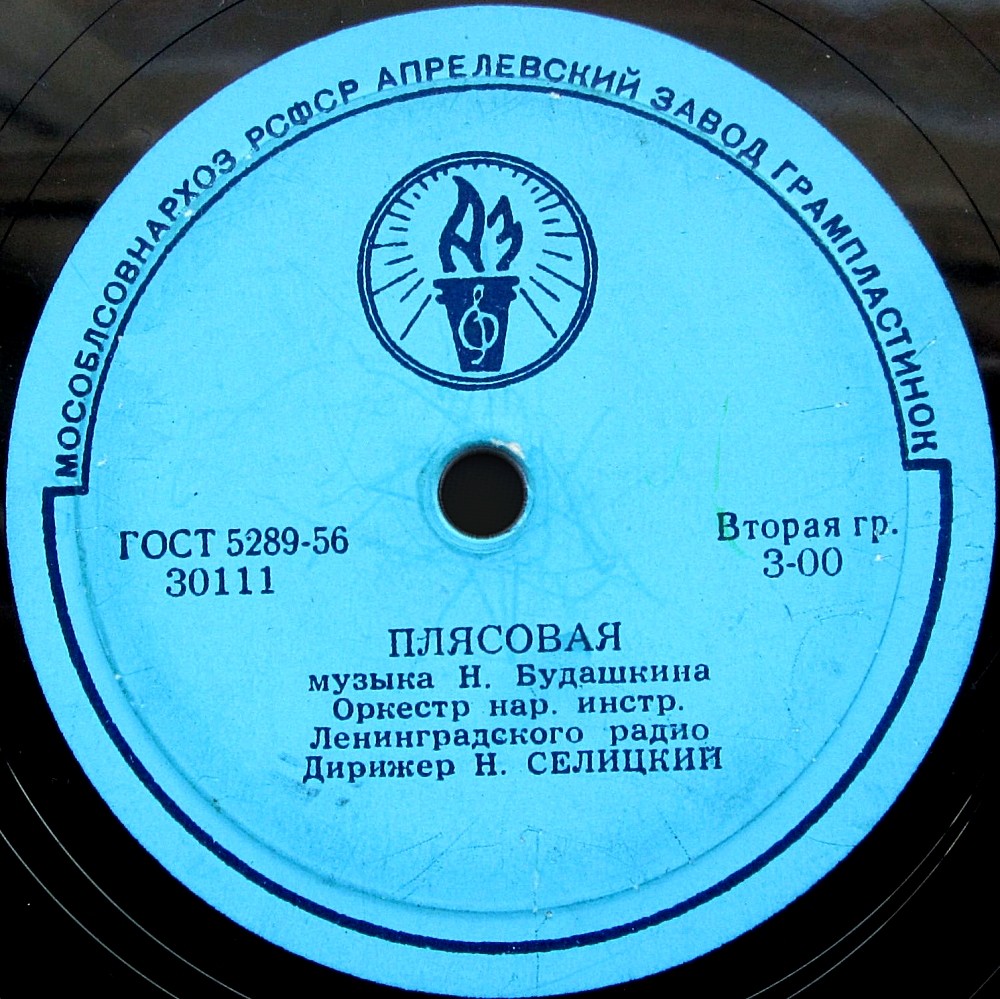 МОСОБЛСОВНАРХОЗ РСФСР АПРЕЛЕВСКИЙ ЗАВОД ГРАМПЛАСТИНОК
АЗ
ГОСТ 5289-56
30111
Вторая гр.
3-00
ПЛЯСОВАЯ
музыка Н. Будашкина
Оркестр нар. инстр.
Ленинградского радио
Дирижер Н. СЕЛИЦКИЙ